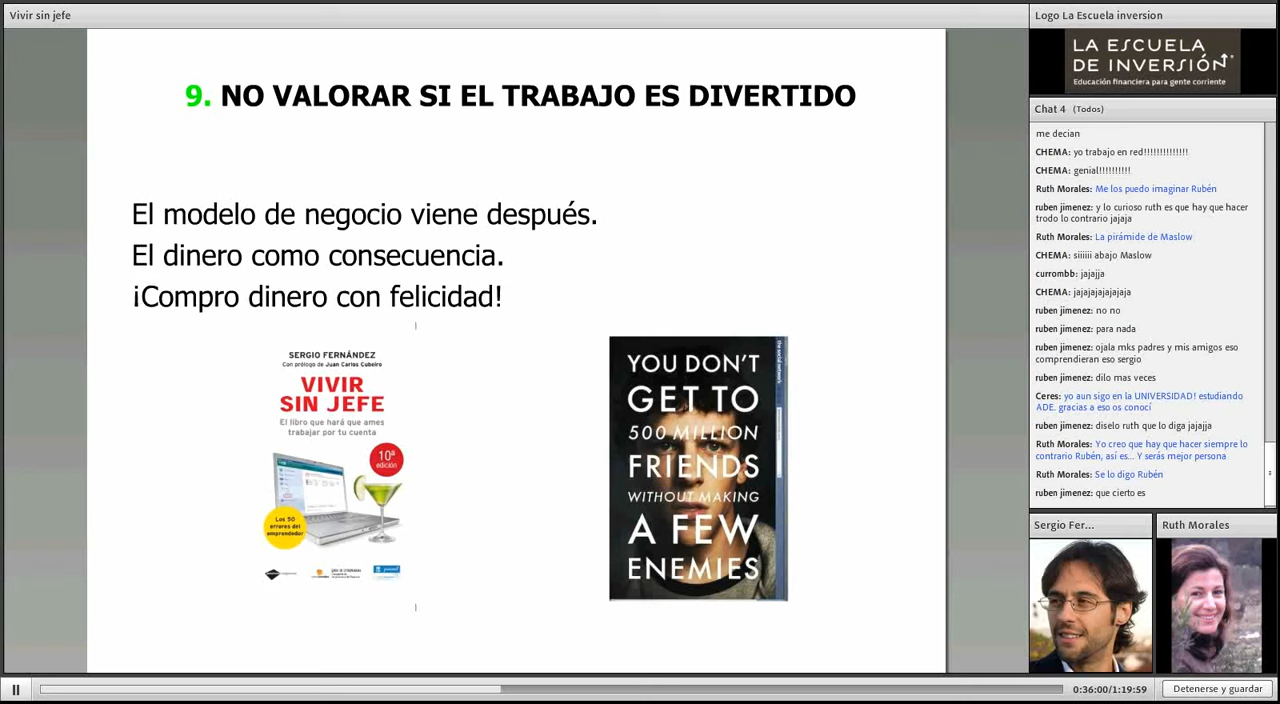 Vivir sin jefe
9. NO VALORAR SI EL TRABAJO ES DIVERTIDO
El modelo de negocio viene después.
El dinero como consecuencia.
¡Compro dinero con felicidad!
SERGIO FERNÁNDEZ
Con prólogo de Juan Carlos Cubeiro
VIVIR
SIN JEFE
El libro que hará que ames
trabajar por tu cuenta
10ª
edición
Los 50
errores del
emprendedor
YOU DON'T
GET TO
500 MILLION
FRIENDS
WITHOUT MAKING
A FEW
ENEMIES
the social network
Logo La Escuela inversion
LA ESCUELA
DE INVERSIÓN
Educación financiera para gente corriente
Chat 4 (Todos)
me decian
CHEMA: yo trabajo en red!!!!!!!!!!!!!!
CHEMA: genial!!!!!!!!!!
Ruth Morales: Me los puedo imaginar Rubén
ruben jimenez: y lo curioso ruth es que hay que hacer
trodo lo contrario jajaja
Ruth Morales: La pirámide de Maslow
CHEMA: siiiiii abajo Maslow
currombb: jajajja
CHEMA: jajajajajajajaja
ruben jimenez: no no
ruben jimenez: para nada
ruben jimenez: ojala mks padres y mis amigos eso
comprendieran eso sergio
ruben jimenez: dilo mas veces
Ceres: yo aun sigo en la UNIVERSIDAD! estudiando
ADE. gracias a eso os conocí
ruben jimenez: diselo ruth que lo diga jajajja
Ruth Morales: Yo creo que hay que hacer siempre lo
contrario Rubén, así es... Y serás mejor persona
Ruth Morales: Se lo digo Rubén
ruben jimenez: que cierto es
Sergio Fer...
Ruth Morales
0:36:00/1:19:59
Detenerse y guardar